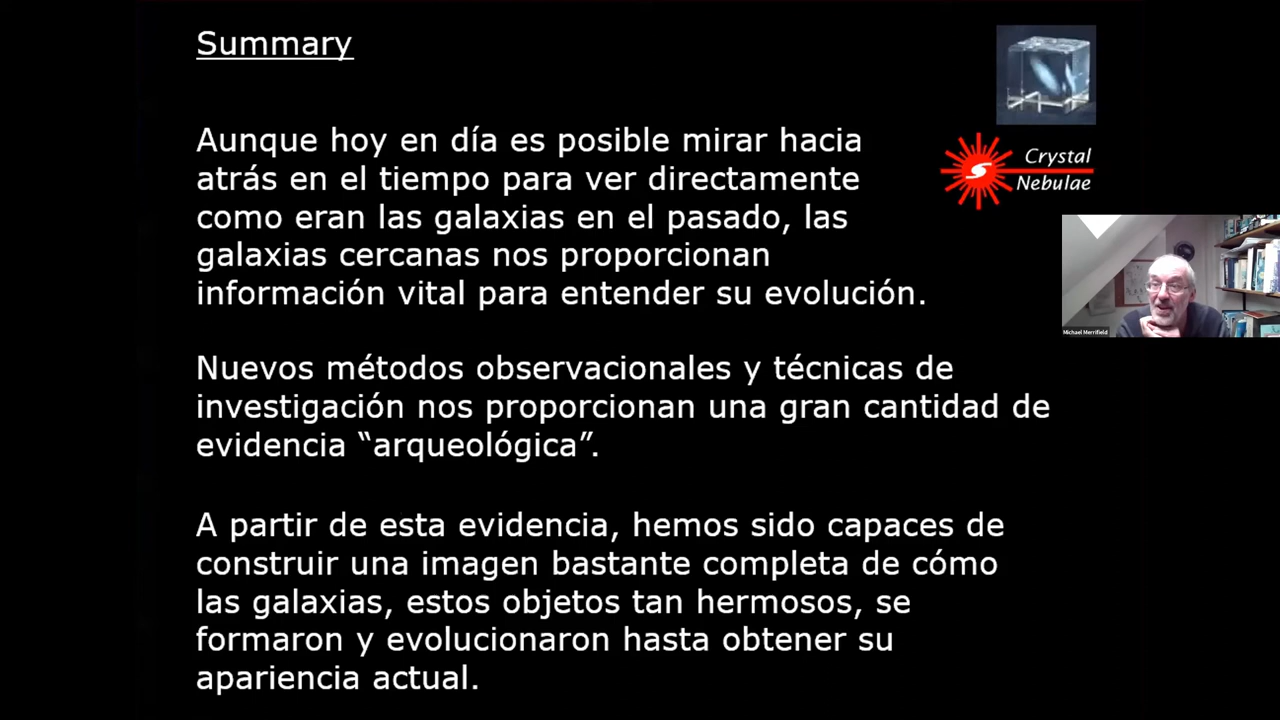 Summary
Aunque hoy en día es posible mirar hacia
atrás en el tiempo para ver directamente
como eran las galaxias en el pasado, las
galaxias cercanas nos proporcionan
información vital para entender su evolución.
Crystal
Nebulae
Michael Merrifield
Nuevos métodos observacionales y técnicas de
investigación nos proporcionan una gran cantidad de
evidencia “arqueológica”.
A partir de esta evidencia, hemos sido capaces de
construir una imagen bastante completa de cómo
las galaxias, estos objetos tan hermosos, se
formaron y evolucionaron hasta obtener su
apariencia actual.